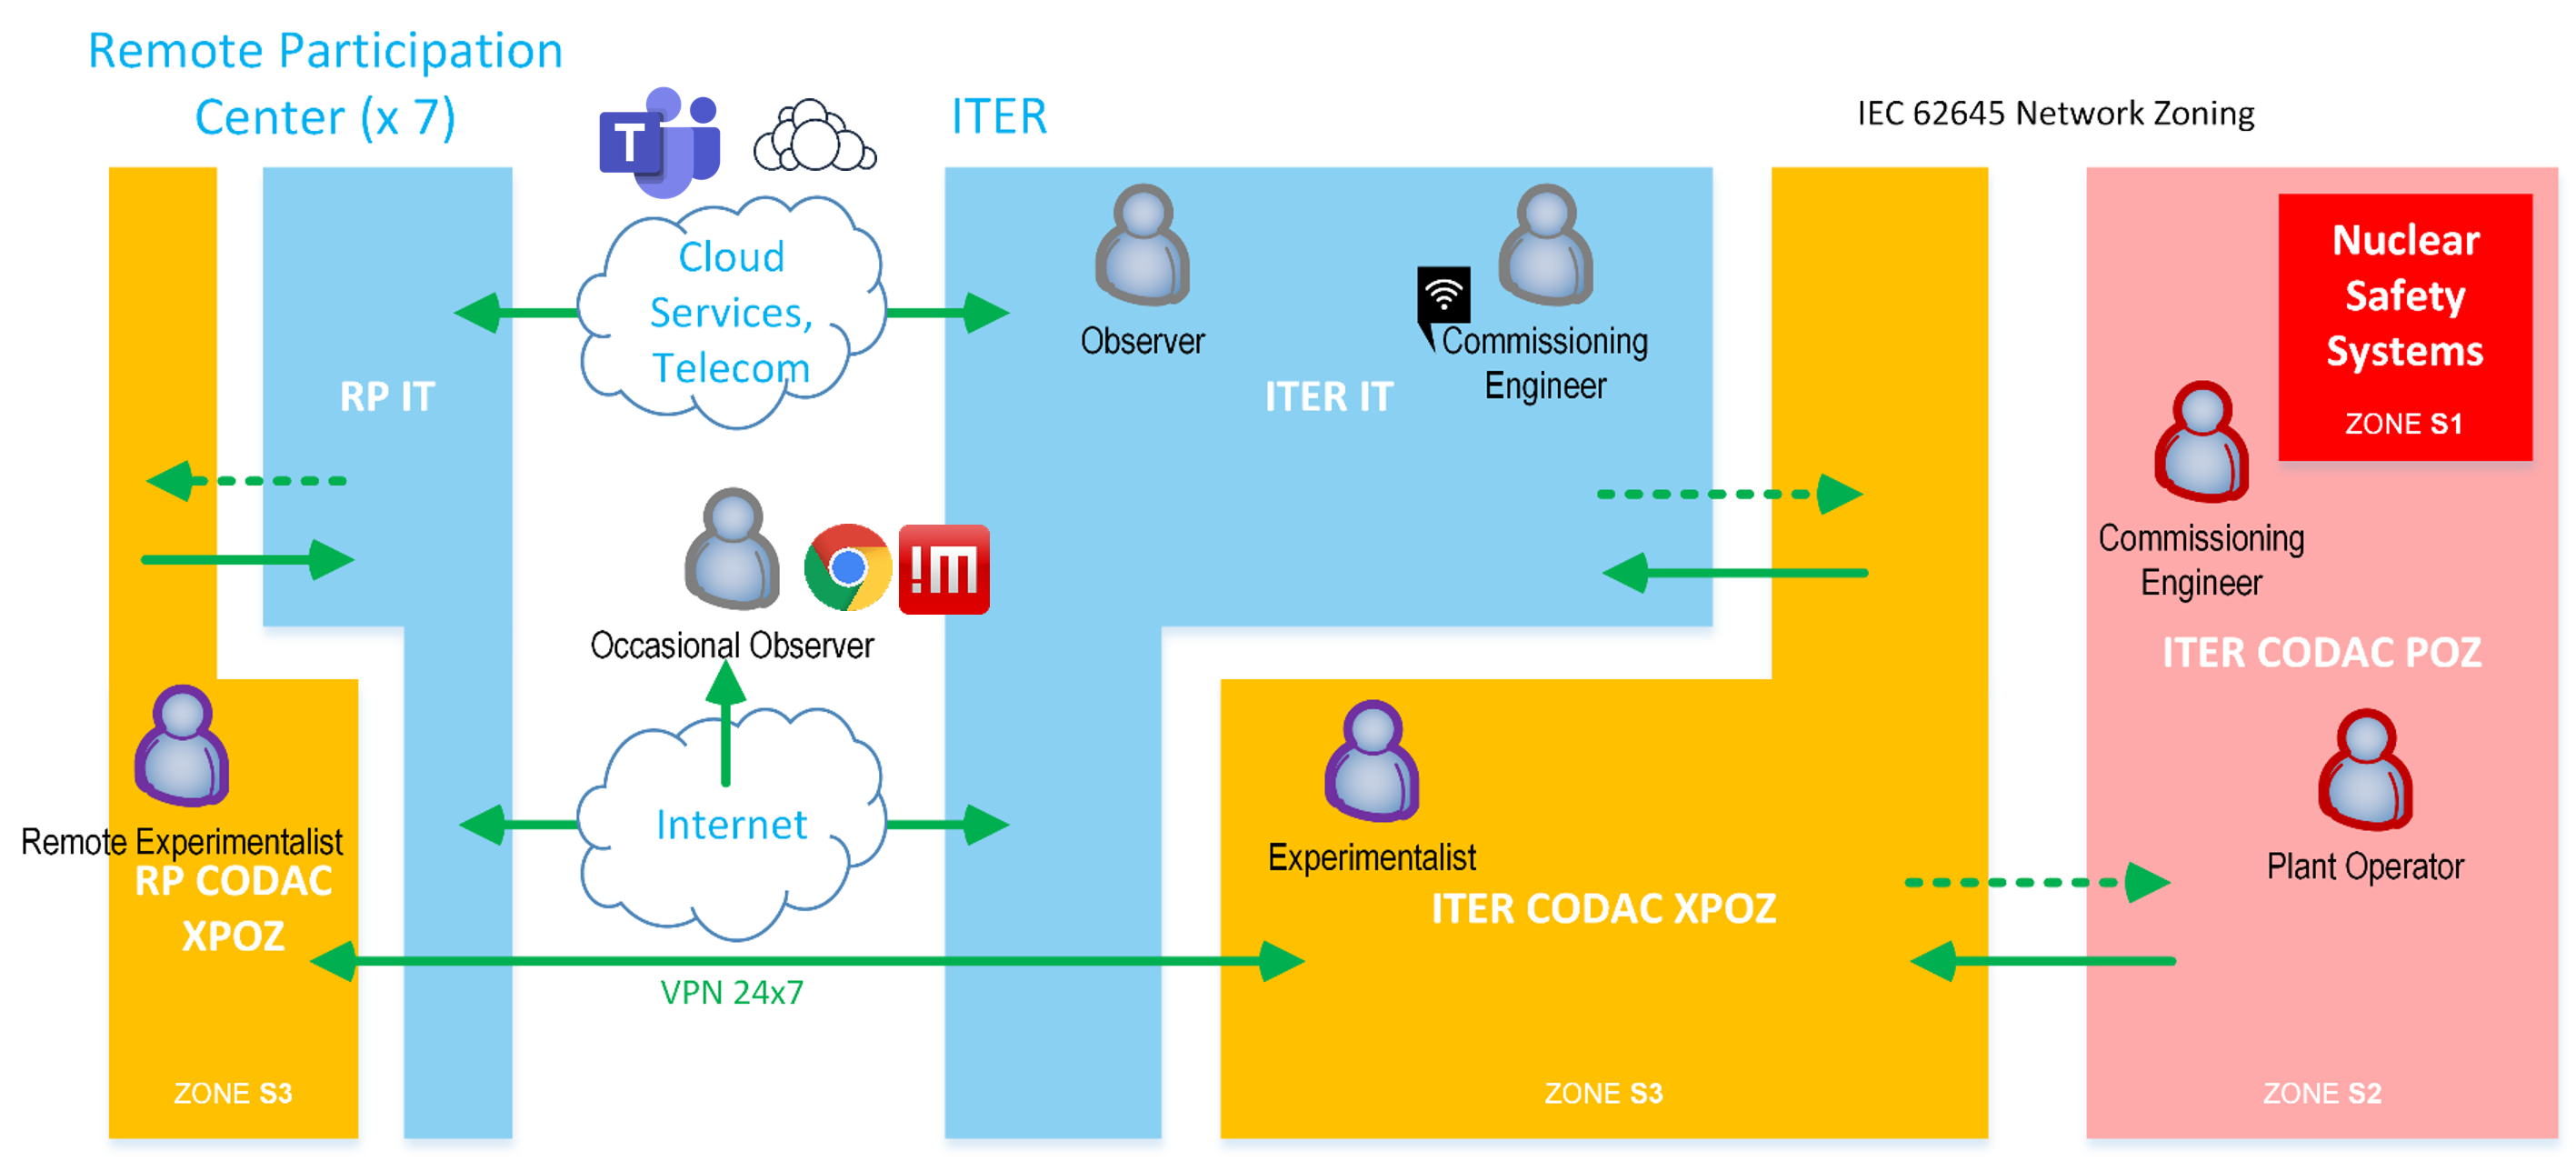 Remote Participation
Center (x 7)
ITER
IEC 62645 Network Zoning
T
Cloud
Services,
Telecom
RP IT
Observer
Commissioning
Engineer
ITER IT
Nuclear
Safety
Systems
ZONE S1
Commissioning
Engineer
ITER CODAC POZ
!M
Occasional Observer
Internet
Remote Experimentalist
RP CODAC
XPOZ
Experimentalist
ITER CODAC XPOZ
Plant Operator
VPN 24x7
ZONE S3
ZONE S3
ZONE S2